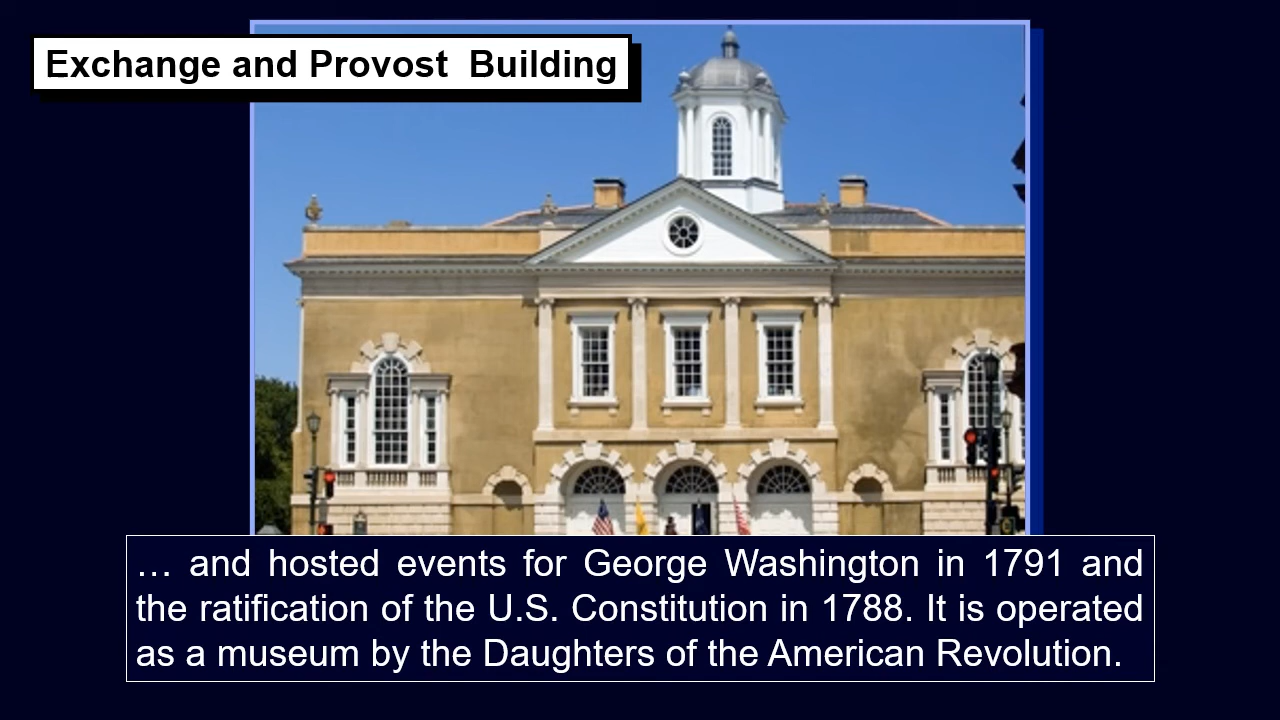 Exchange and Provost  Building
… and hosted events for George Washington in 1791 and
the ratification of the U.S. Constitution in 1788. It is operated
as a museum by the Daughters of the American Revolution.